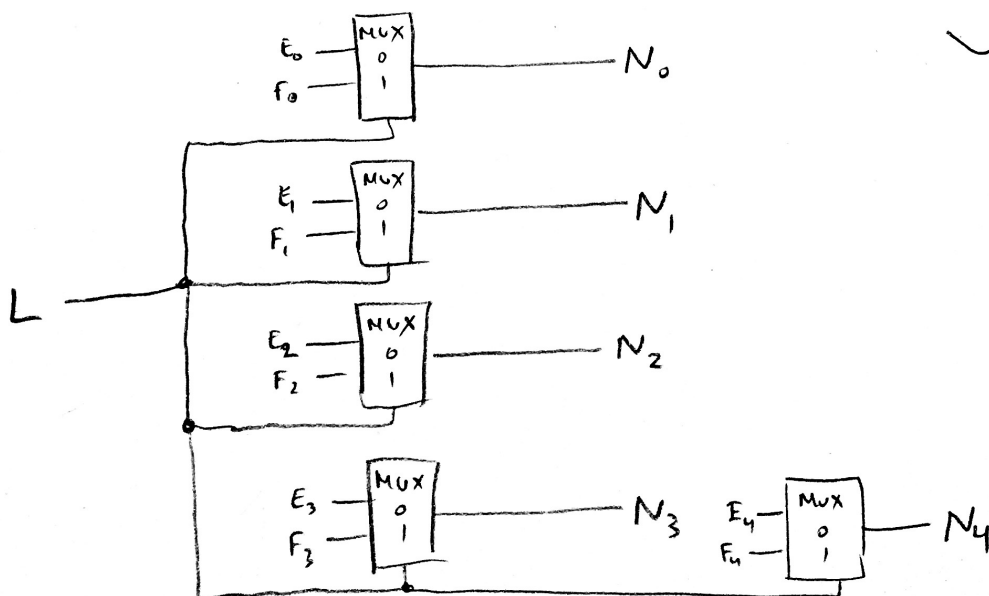 MUX
E₀ 0 N₀
F₀ 1
MUX
E₁ 0 N₁
F₁ 1
L
MUX
E₂ 0 N₂
F₂ 1
MUX
E₃ 0 N₃
F₃ 1
MUX
E₄ 0 N₄
F₄ 1